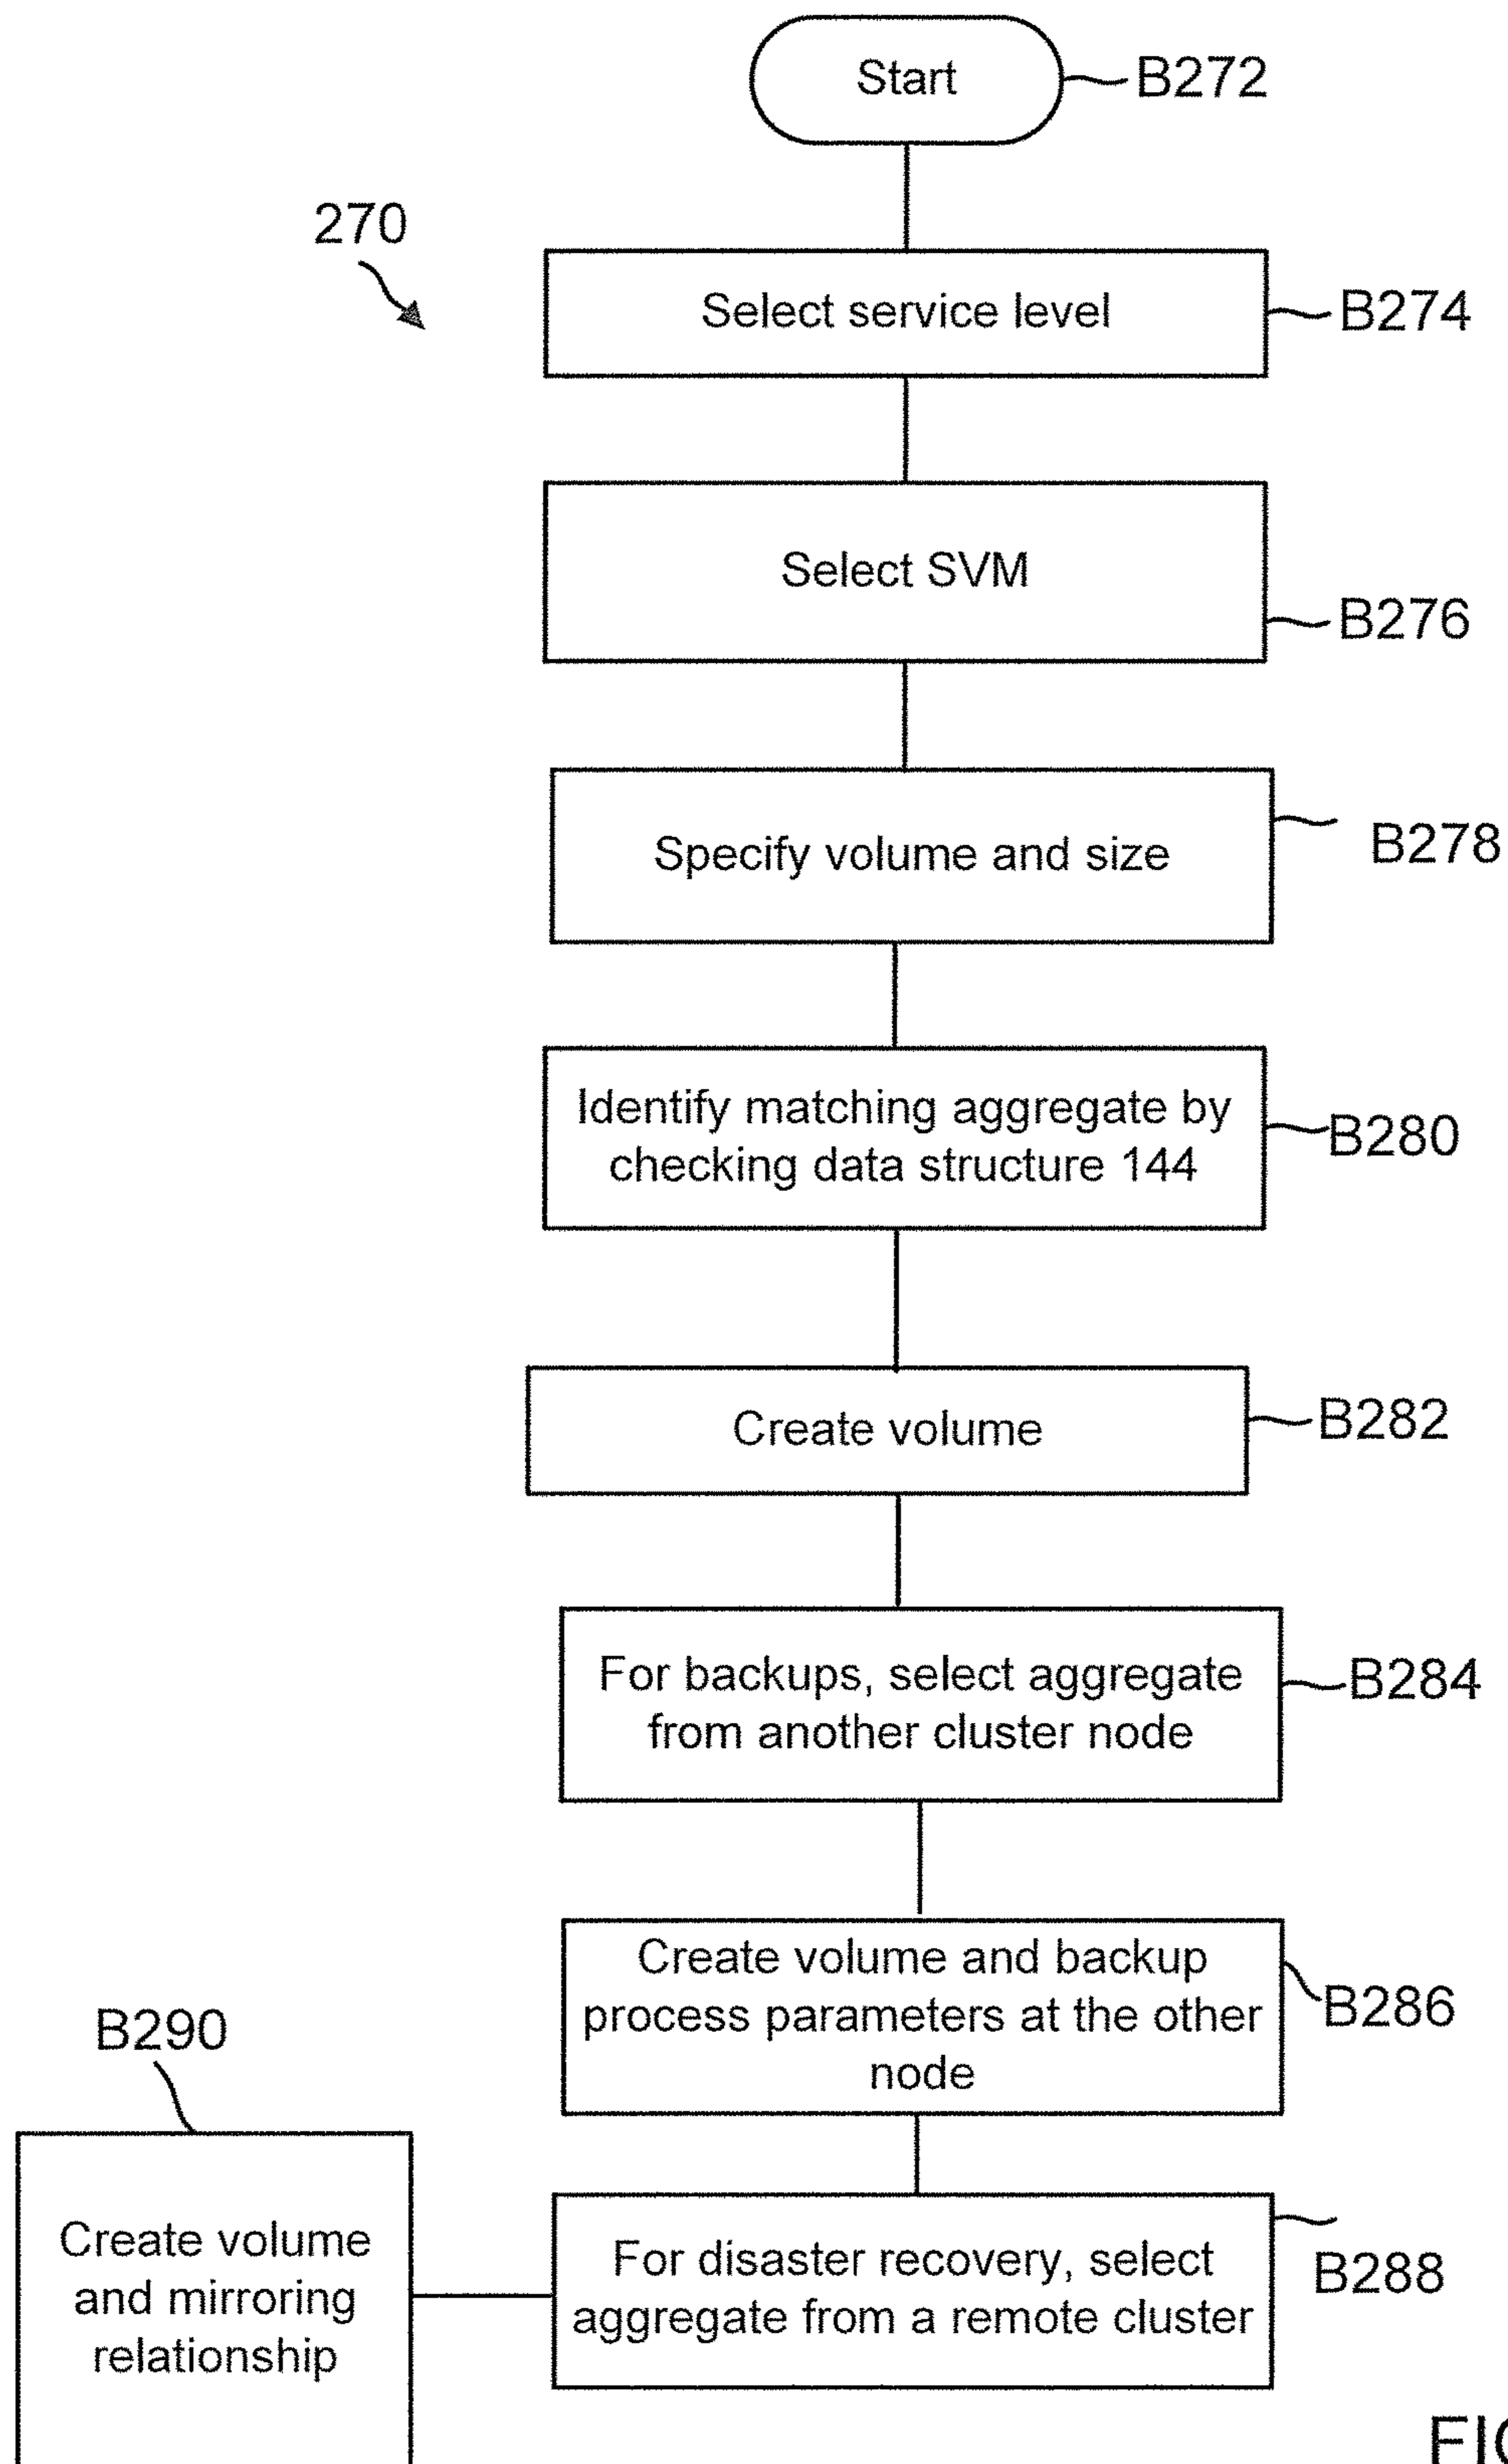 Start
B272
270
Select service level
B274
Select SVM
B276
Specify volume and size
B278
Identify matching aggregate by
checking data structure 144
B280
Create volume
B282
For backups, select aggregate
from another cluster node
B284
Create volume and backup
process parameters at the other
node
B286
B290
Create volume
and mirroring
relationship
For disaster recovery, select
aggregate from a remote cluster
B288